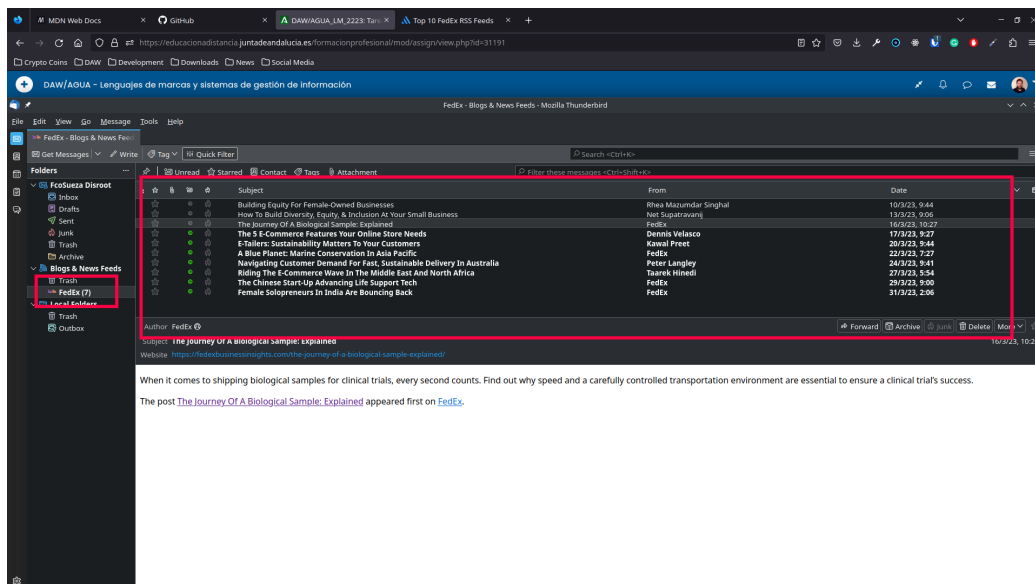 MDN Web Docs
GitHub
DAW/AGUA_LM_2223: Tare
Top 10 FedEx RSS Feeds
https://educacionadistancia.juntadeandalucia.es/formacionprofesional/mod/assign/view.php?id=31191
Crypto Coins DAW Development Downloads News Social Media
DAW/AGUA - Lenguajes de marcas y sistemas de gestión de información
FedEx - Blogs & News Feeds - Mozilla Thunderbird
File Edit View Go Message Tools Help
FedEx - Blogs & News Feed
Get Messages Write Tag Quick Filter Search <Ctrl+K>
Folders Unread Starred Contact Tags Attachment Filter these messages <Ctrl+Shift+K>
FcoSueza Disroot
Inbox
Drafts
Sent
Junk
Trash
Archive
Blogs & News Feeds
Trash
FedEx (7)
Local Folders
Trash
Outbox
Subject From Date
Building Equity For Female-Owned Businesses Rhea Mazumdar Singhal 10/3/23, 9:44
How To Build Diversity, Equity, & Inclusion At Your Small Business Net Supatravanij 13/3/23, 9:06
The Journey Of A Biological Sample: Explained FedEx 16/3/23, 10:27
The 5 E-Commerce Features Your Online Store Needs Dennis Velasco 17/3/23, 9:27
E-Tailers: Sustainability Matters To Your Customers Kawal Preet 20/3/23, 9:44
A Blue Planet: Marine Conservation In Asia Pacific FedEx 22/3/23, 7:27
Navigating Customer Demand For Fast, Sustainable Delivery In Australia Peter Langley 24/3/23, 9:41
Riding The E-Commerce Wave In The Middle East And North Africa Taarek Hinedi 27/3/23, 5:54
The Chinese Start-Up Advancing Life Support Tech FedEx 29/3/23, 9:00
Female Solopreneurs In India Are Bouncing Back FedEx 31/3/23, 2:06
Author FedEx Forward Archive Junk Delete More
Subject The Journey Of A Biological Sample: Explained 16/3/23, 10:2
Website https://fedexbusinessinsights.com/the-journey-of-a-biological-sample-explained/
When it comes to shipping biological samples for clinical trials, every second counts. Find out why speed and a carefully controlled transportation environment are essential to ensure a clinical trial's success.
The post The Journey Of A Biological Sample: Explained appeared first on FedEx.